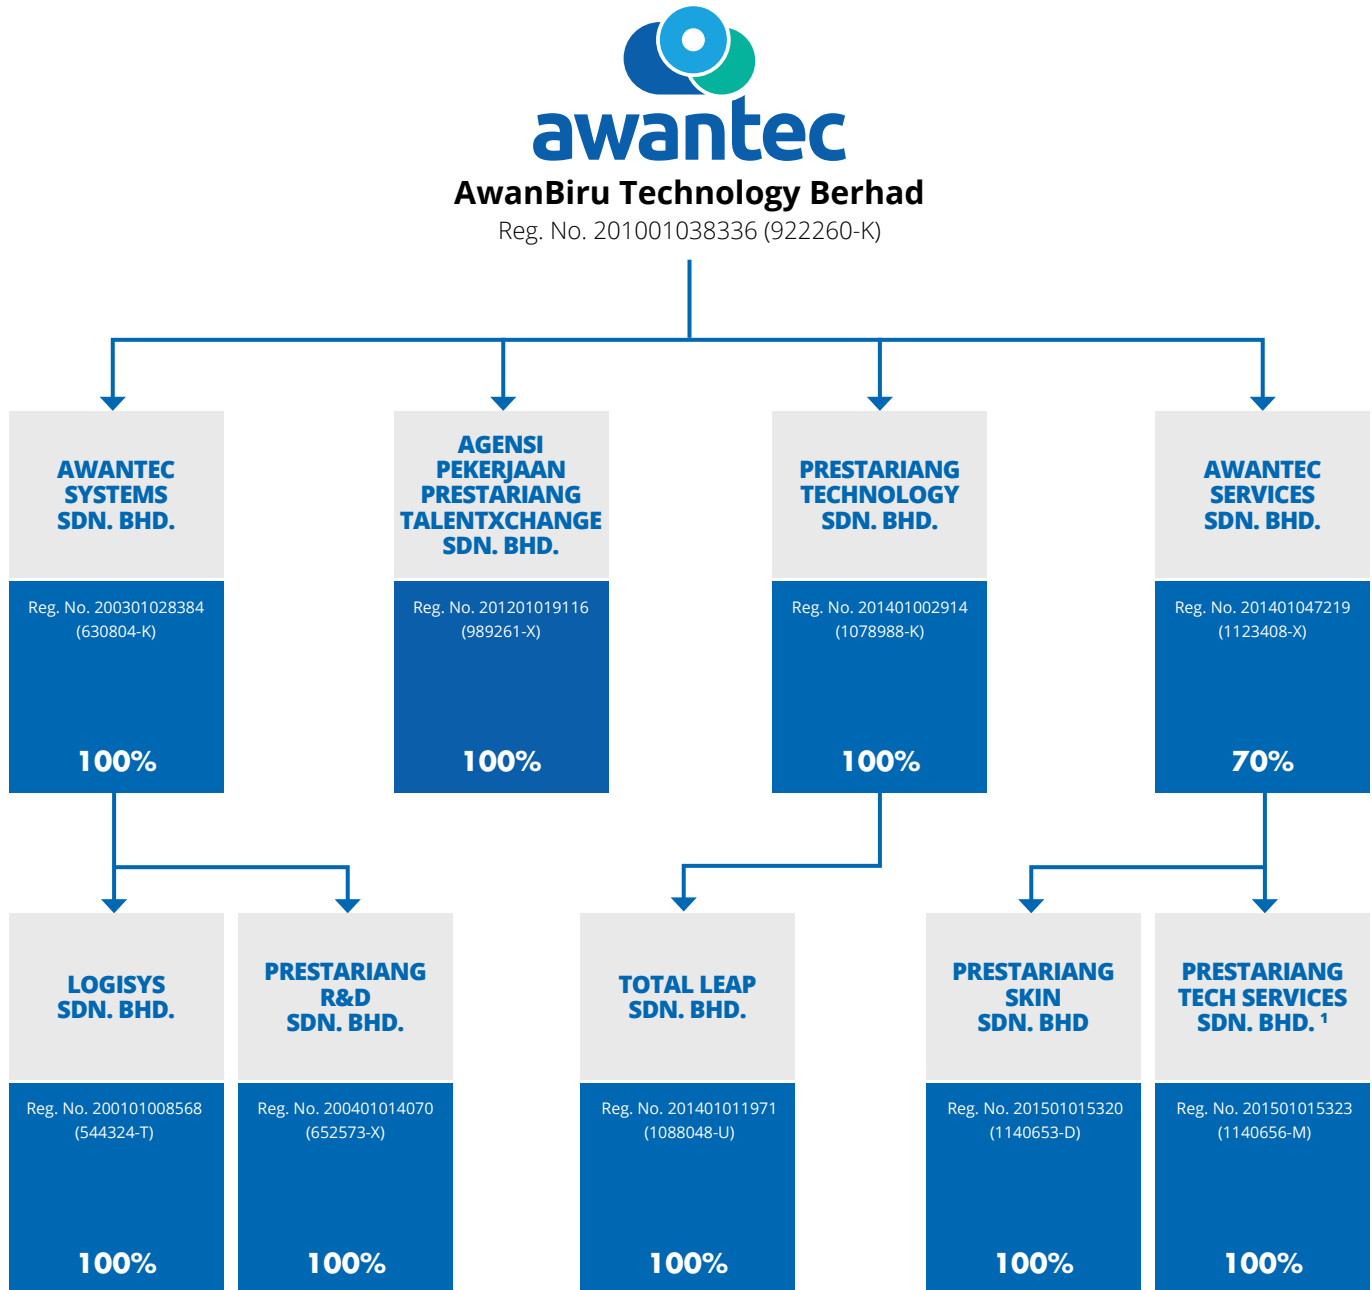 awantec
AwanBiru Technology Berhad
Reg. No. 201001038336 (922260-K)
AWANTEC
SYSTEMS
SDN. BHD.
Reg. No. 200301028384
(630804-K)
100%
AGENSI
PEKERJAAN
PRESTARIANG
TALENTXCHANGE
SDN. BHD.
Reg. No. 201201019116
(989261-X)
100%
PRESTARIANG
TECHNOLOGY
SDN. BHD.
Reg. No. 201401002914
(1078988-K)
100%
AWANTEC
SERVICES
SDN. BHD.
Reg. No. 201401047219
(1123408-X)
70%
LOGISYS
SDN. BHD.
Reg. No. 200101008568
(544324-T)
100%
PRESTARIANG
R&D
SDN. BHD.
Reg. No. 200401014070
(652573-X)
100%
TOTAL LEAP
SDN. BHD.
Reg. No. 201401011971
(1088048-U)
100%
PRESTARIANG
SKIN
SDN. BHD
Reg. No. 201501015320
(1140653-D)
100%
PRESTARIANG
TECH SERVICES
SDN. BHD. ¹
Reg. No. 201501015323
(1140656-M)
100%